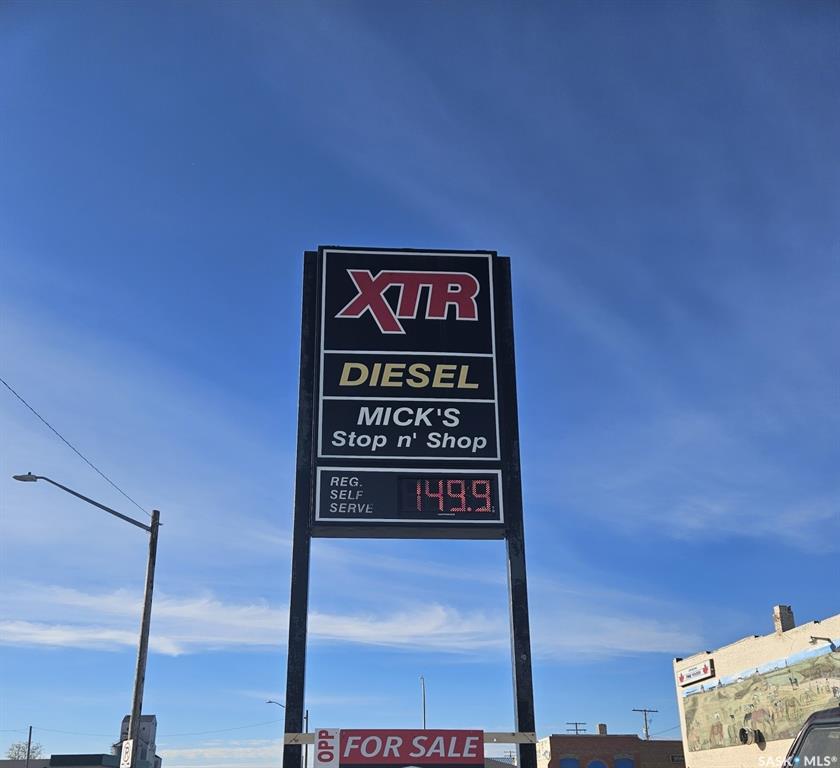 XTR
DIESEL
MICK'S
Stop n' Shop
REG.
SELF
SERVE
149.9
OPP
FOR SALE
SASK MLS